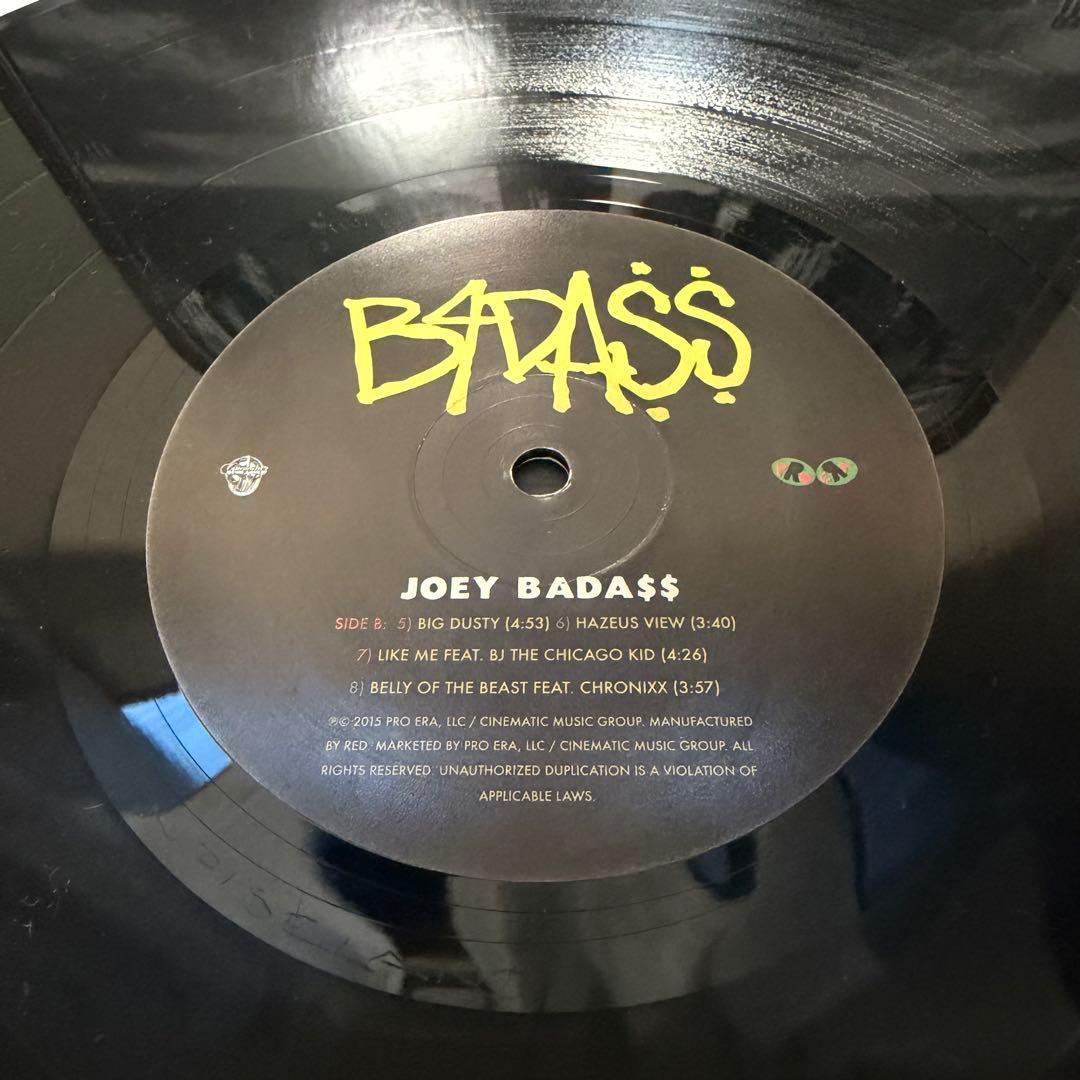 BADA$$
JOEY BADA$$
SIDE B: 5) BIG DUSTY (4:53) 6) HAZEUS VIEW (3:40)
7) LIKE ME FEAT. BJ THE CHICAGO KID (4:26)
8) BELLY OF THE BEAST FEAT. CHRONIXX (3:57)
℗© 2015 PRO ERA, LLC / CINEMATIC MUSIC GROUP. MANUFACTURED
BY RED. MARKETED BY PRO ERA, LLC / CINEMATIC MUSIC GROUP. ALL
RIGHTS RESERVED. UNAUTHORIZED DUPLICATION IS A VIOLATION OF
APPLICABLE LAWS.